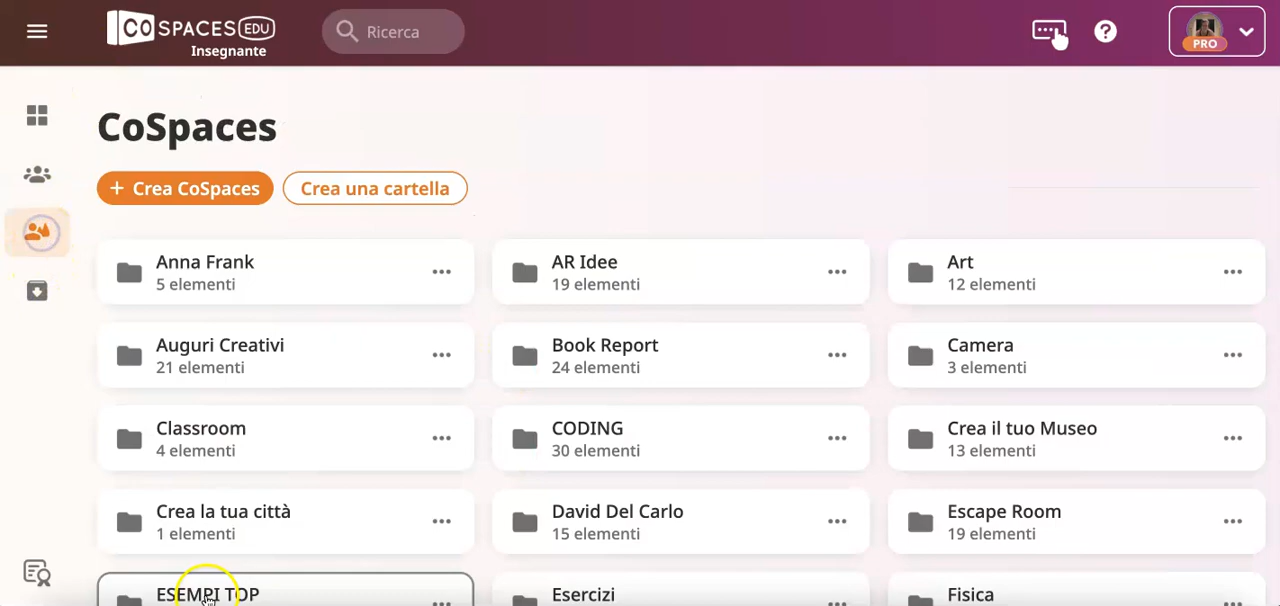 COSPACES EDU
Insegnante
Ricerca
PRO
CoSpaces
+ Crea CoSpaces
Crea una cartella
Anna Frank
5 elementi
AR Idee
19 elementi
Art
12 elementi
Auguri Creativi
21 elementi
Book Report
24 elementi
Camera
3 elementi
Classroom
4 elementi
CODING
30 elementi
Crea il tuo Museo
13 elementi
Crea la tua città
1 elementi
David Del Carlo
15 elementi
Escape Room
19 elementi
ESEMPI TOP
Esercizi
Fisica